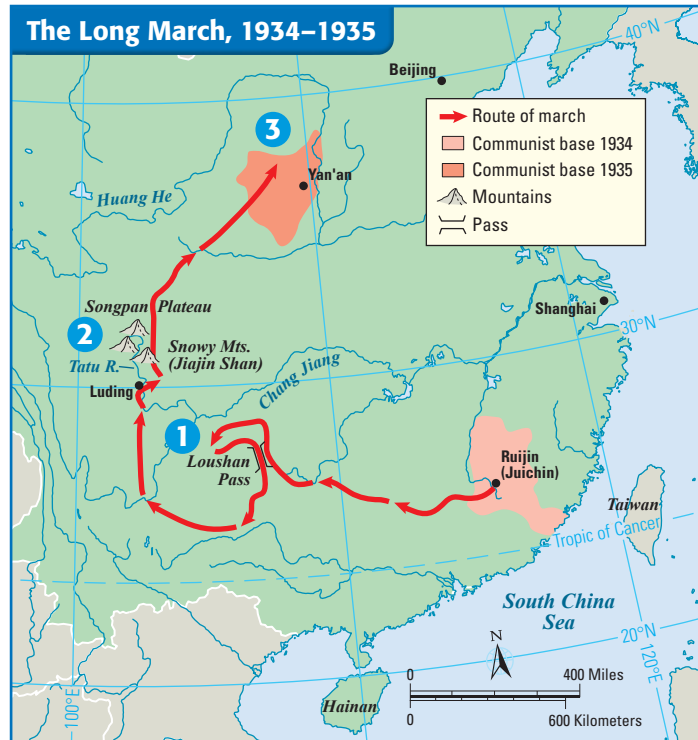 The Long March, 1934–1935
40°N
Beijing
Route of march
Communist base 1934
Communist base 1935
Mountains
Pass
3
Yan'an
Huang He
Songpan Plateau
2
Snowy Mts.
(Jiajin Shan)
Tatu R.
Luding
Shanghai
30°N
Chang Jiang
1
Loushan
Pass
Ruijin
(Juichin)
Taiwan
Tropic of Cancer
South China
Sea
N
20°N
120°E
100°E
Hainan
0
400 Miles
0
600 Kilometers